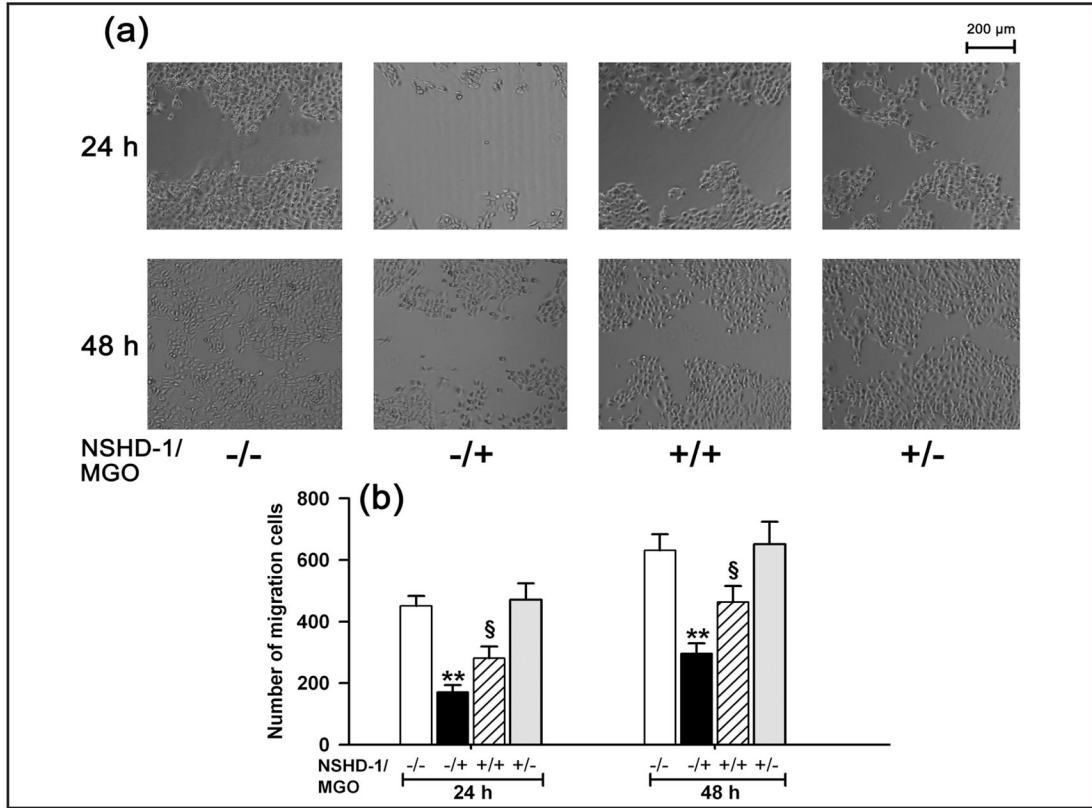 (a)
200 µm
24 h
48 h
NSHD-1/
MGO
-/- -/+ +/+ +/-
(b)
Number of migration cells
800
600
400
200
0
** § ** §
NSHD-1/
MGO
-/- -/+ +/+ +/- -/- -/+ +/+ +/-
24 h 48 h